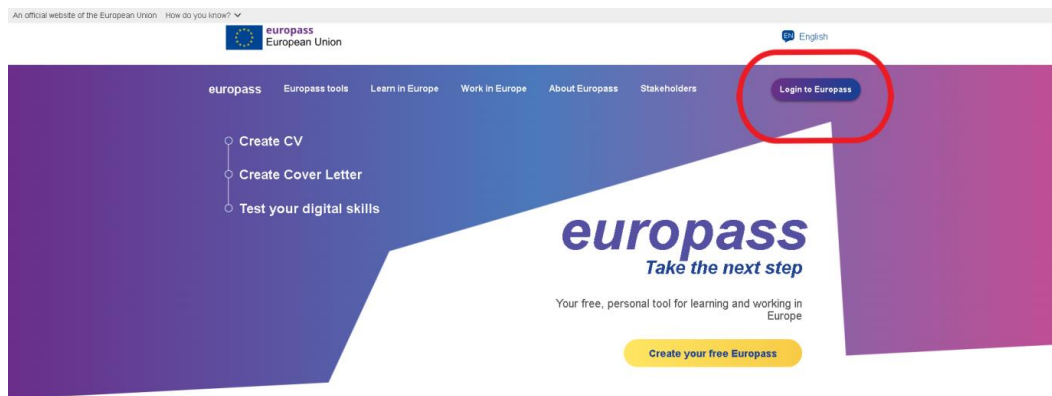 An official website of the European Union How do you know?
europass
European Union
EN English
europass Europass tools Learn in Europe Work in Europe About Europass Stakeholders Login to Europass
Create CV
Create Cover Letter
Test your digital skills
europass
Take the next step
Your free, personal tool for learning and working in
Europe
Create your free Europass